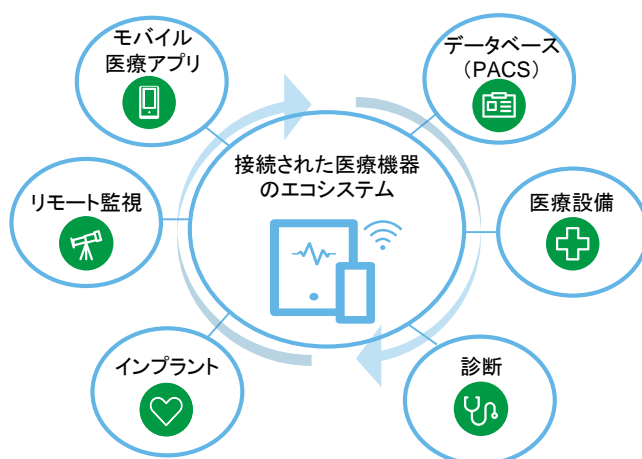 モバイル
医療アプリ
データベース
（PACS）
接続された医療機器
のエコシステム
リモート監視
医療設備
インプラント
診断